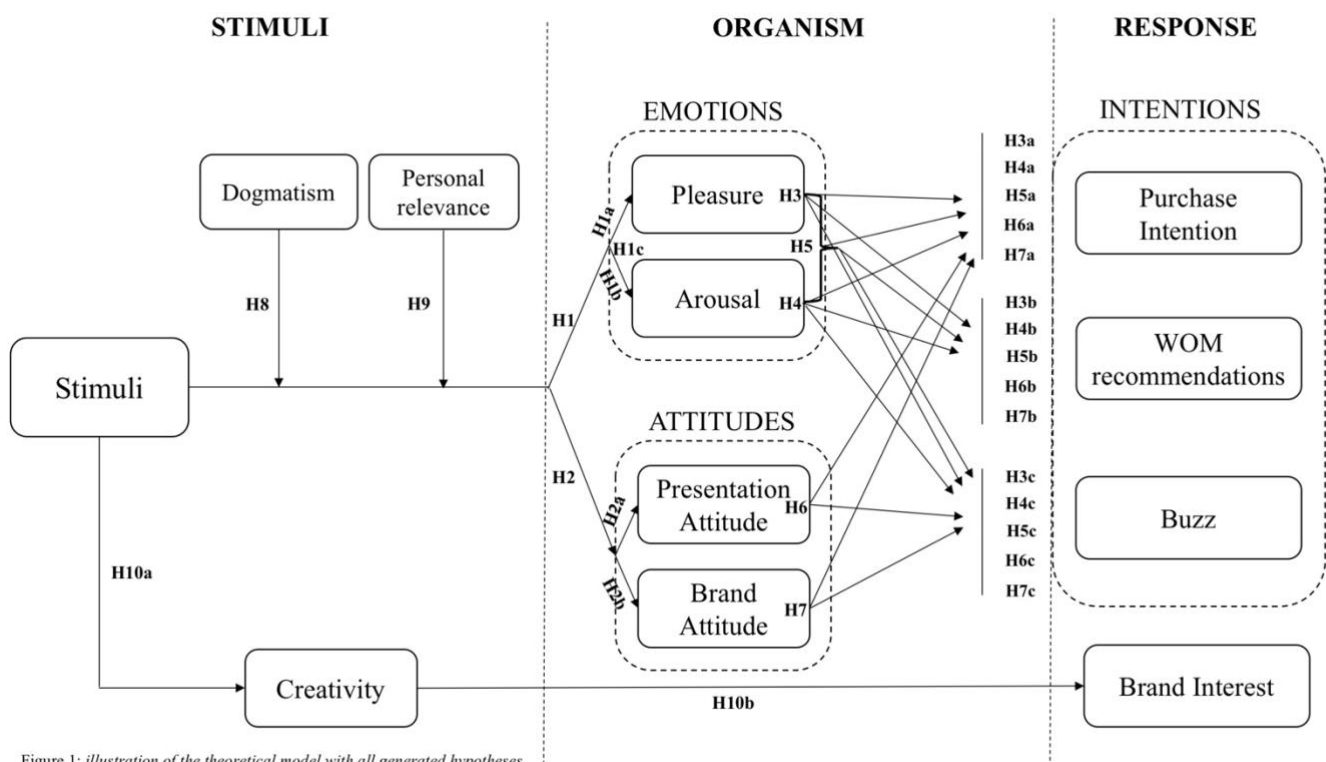 STIMULI
ORGANISM
RESPONSE
EMOTIONS
INTENTIONS
Dogmatism
Personal
relevance
H8
H9
Stimuli
H10a
Creativity
H10b
H1
H1a
H1c
H1b
Pleasure
H3
H5
Arousal
H4
H2
ATTITUDES
H2a
H2b
Presentation
Attitude
H6
Brand
Attitude
H7
H3a
H4a
H5a
H6a
H7a
H3b
H4b
H5b
H6b
H7b
H3c
H4c
H5c
H6c
H7c
Purchase
Intention
WOM
recommendations
Buzz
Brand Interest
Figure 1: illustration of the theoretical model with all generated hypotheses